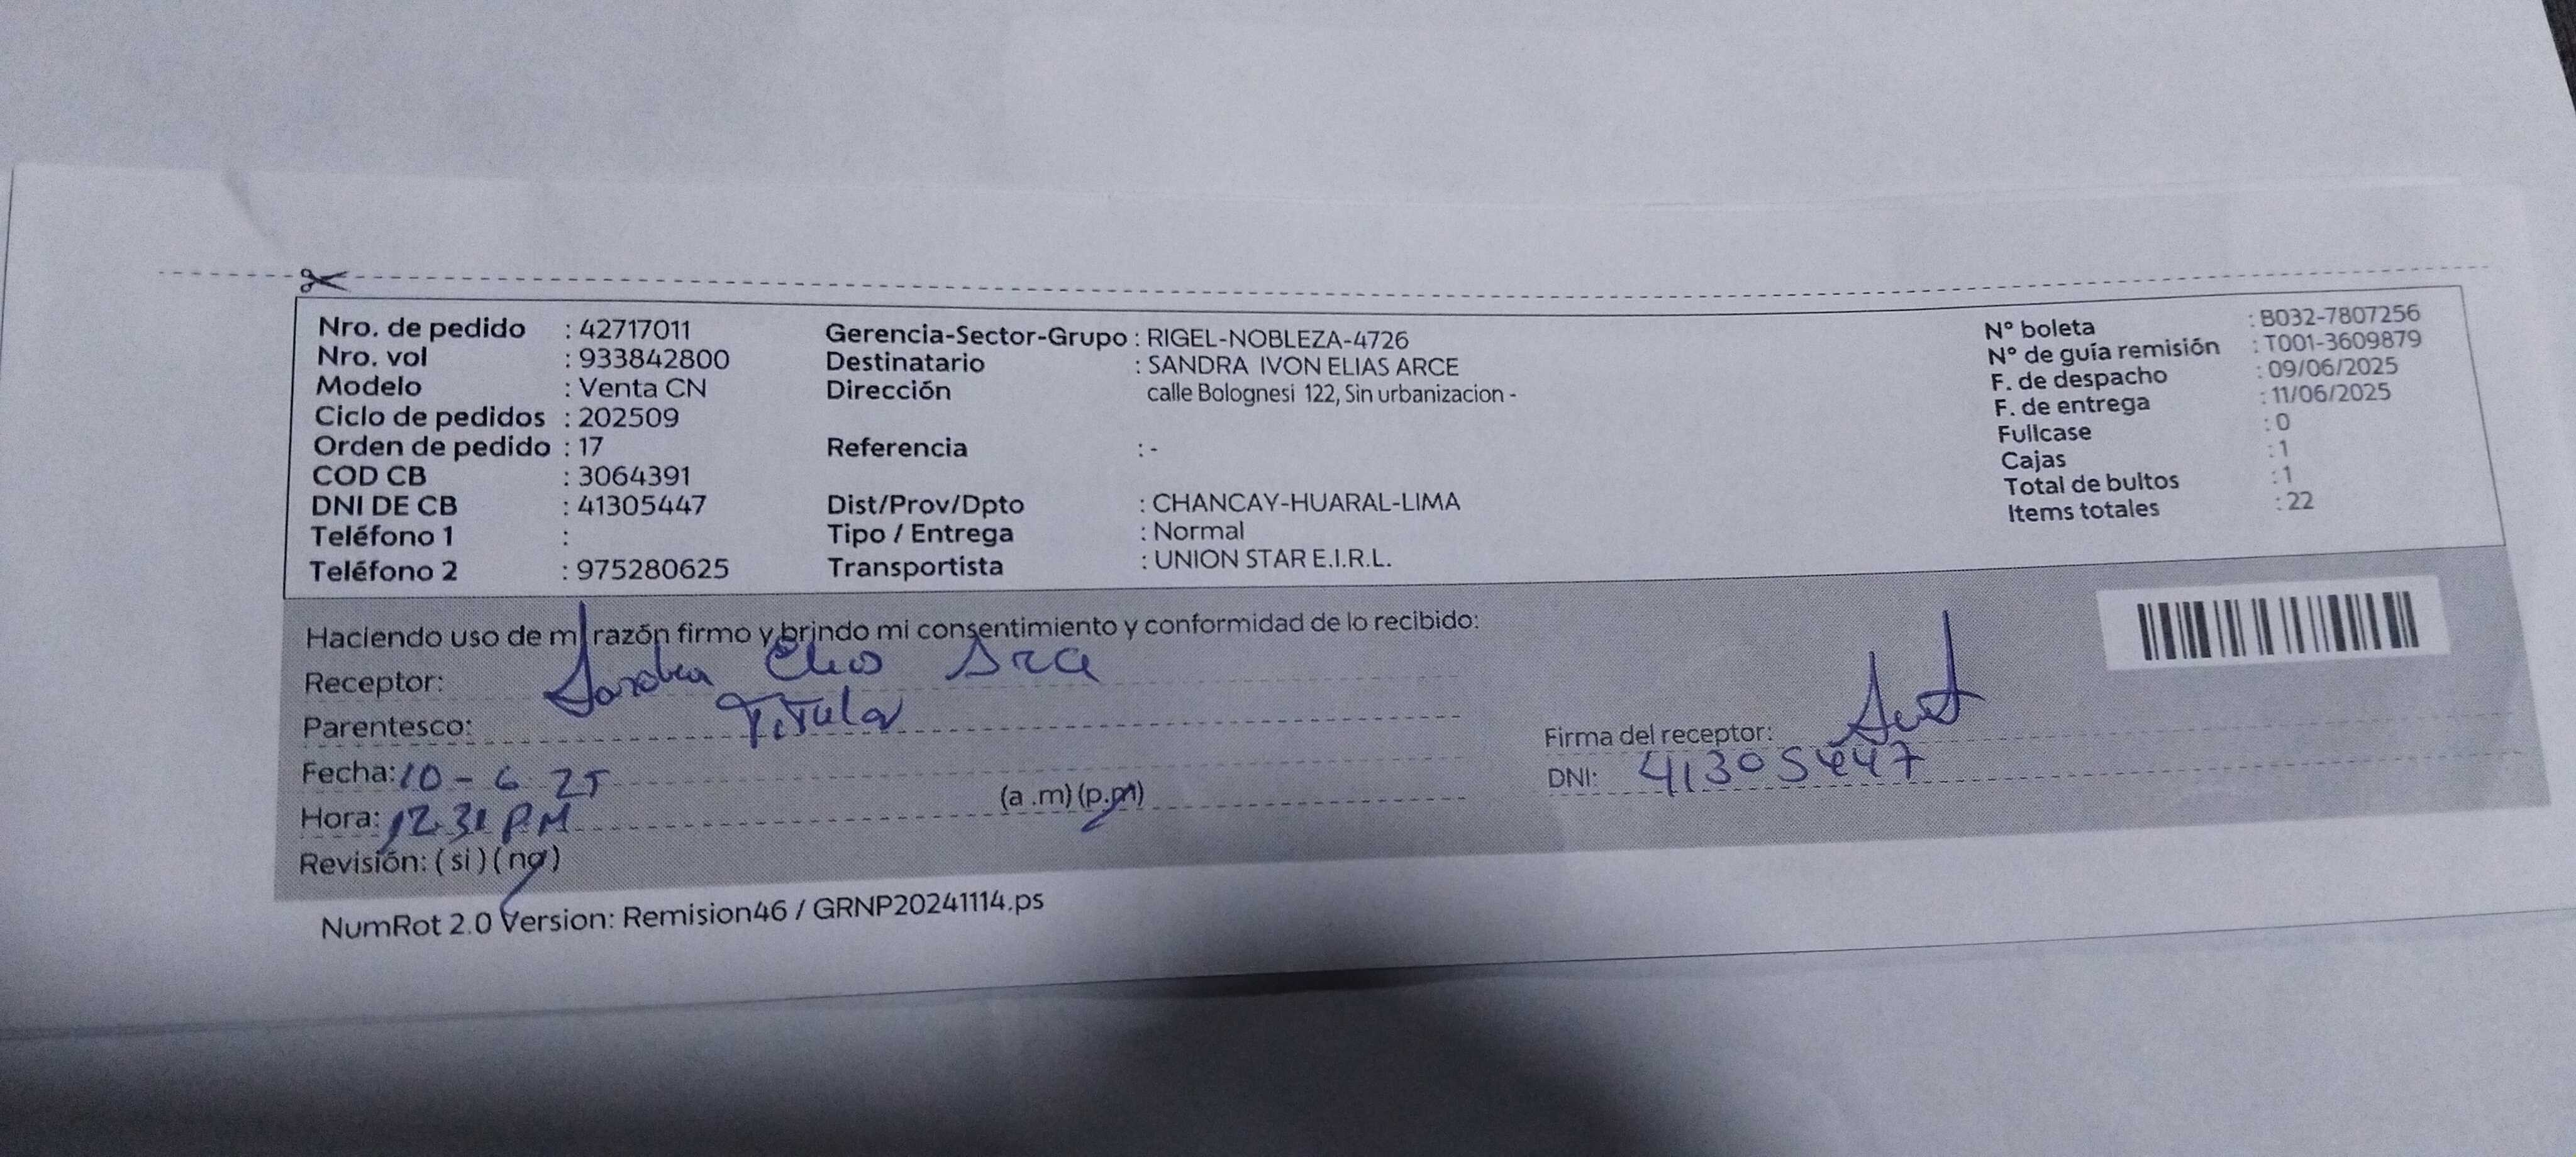 Nro. de pedido : 42717011
Nro. vol : 933842800
Modelo : Venta CN
Ciclo de pedidos : 202509
Orden de pedido : 17
COD CB : 3064391
DNI DE CB : 41305447
Teléfono 1 :
Teléfono 2 : 975280625
Gerencia-Sector-Grupo : RIGEL-NOBLEZA-4726
Destinatario : SANDRA IVON ELIAS ARCE
Dirección calle Bolognesi 122, Sin urbanizacion -
Referencia : -
Dist/Prov/Dpto : CHANCAY-HUARAL-LIMA
Tipo / Entrega : Normal
Transportista : UNION STAR E.I.R.L.
N° boleta : B032-7807256
N° de guía remisión : T001-3609879
F. de despacho : 09/06/2025
F. de entrega : 11/06/2025
Fullcase : 0
Cajas : 1
Total de bultos : 1
Items totales : 22
Haciendo uso de mi razón firmo y brindo mi consentimiento y conformidad de lo recibido:
Receptor: Sandra
Parentesco: Titular
Fecha: 10-6 25
Hora: 12.31 PM (a .m) (p.m)
Revisión: (si) (no)
Firma del receptor:
DNI: 41305447
NumRot 2.0 Version: Remision46 / GRNP20241114.ps